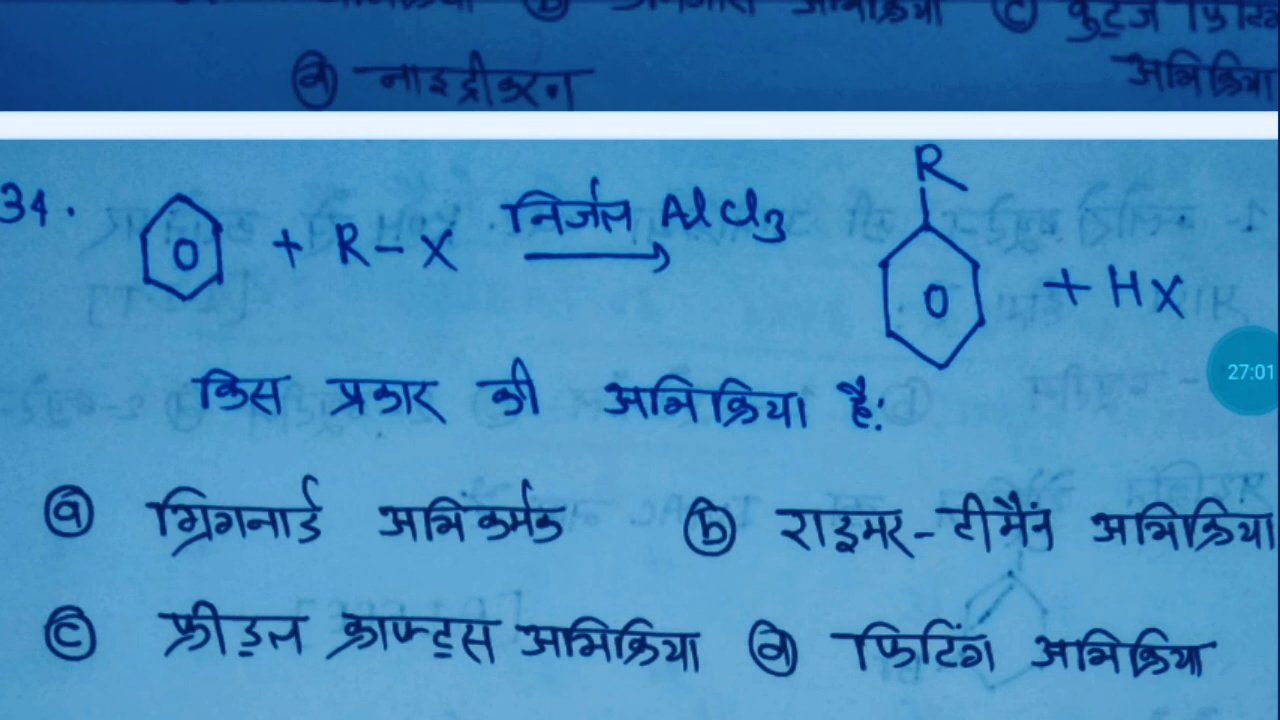 अभिक्रिया (c) वुर्ट्ज फिटिग
(d) नाइट्रीकरण अभिक्रिया
34. + R-X निर्जल AlCl3 R + HX
27:01
किस प्रकार की अभिक्रिया है:
(a) ग्रिगनार्ड अभिकर्मक (b) राइमर-टीमैन अभिक्रिया
(c) फ्रीड़ल क्राफ्ट्स अभिक्रिया (d) फिटिंग अभिक्रिया